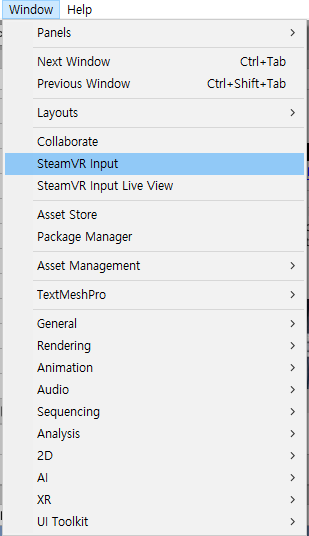 Window Help
Panels
Next Window Ctrl+Tab
Previous Window Ctrl+Shift+Tab
Layouts
Collaborate
SteamVR Input
SteamVR Input Live View
Asset Store
Package Manager
Asset Management
TextMeshPro
General
Rendering
Animation
Audio
Sequencing
Analysis
2D
AI
XR
UI Toolkit